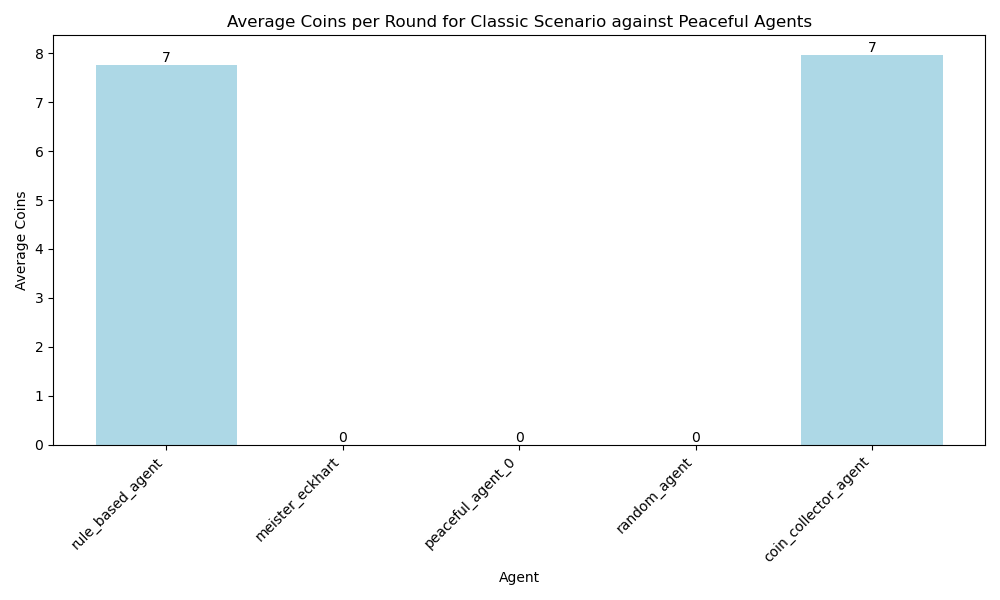 Average Coins per Round for Classic Scenario against Peaceful Agents
Average Coins
8
7
6
5
4
3
2
1
0
7
0
0
0
7
rule_based_agent
meister_eckhart
peaceful_agent_0
random_agent
coin_collector_agent
Agent